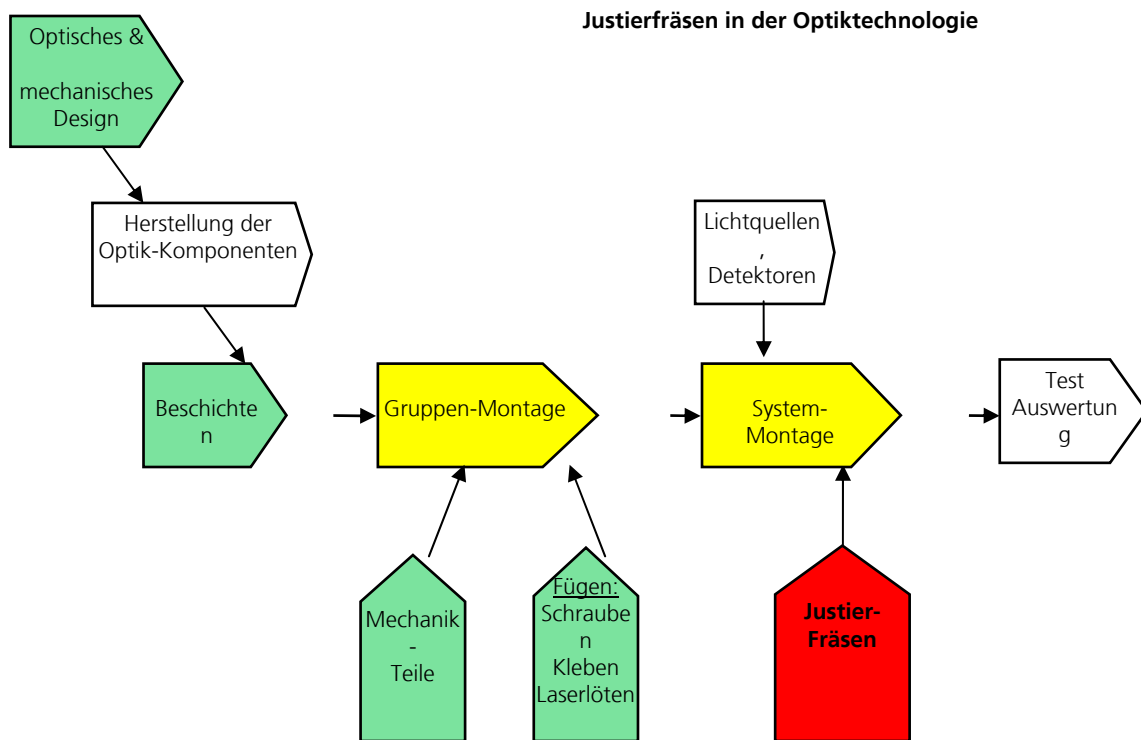 Justierfräsen in der Optiktechnologie
Optisches &
mechanisches
Design
Herstellung der
Optik-Komponenten
Lichtquellen
,
Detektoren
Beschichte
n
Gruppen-Montage
System-
Montage
Test
Auswertun
g
Mechanik
-
Teile
Fügen:
Schraube
n
Kleben
Laserlöten
Justier-
Fräsen